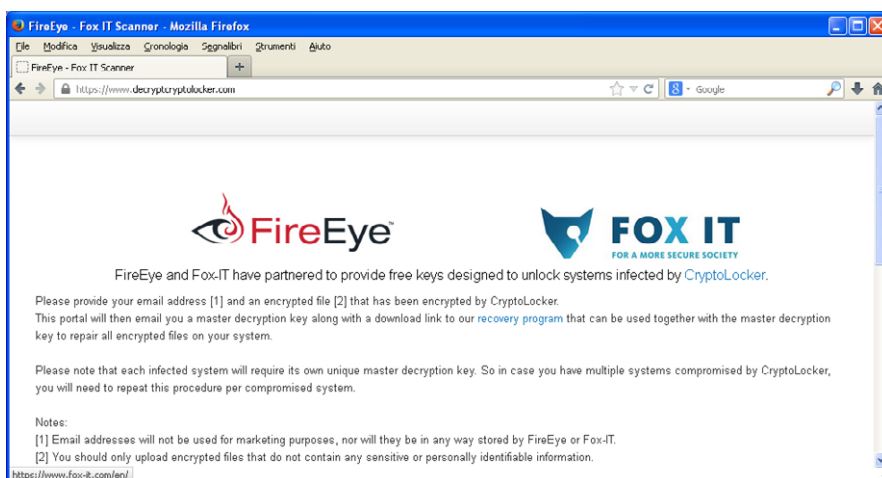 FireEye - Fox IT Scanner - Mozilla Firefox
File Modifica Visualizza Cronologia Segnalibri Strumenti Aiuto
FireEye - Fox IT Scanner +
https://www.decryptcryptolocker.com 8 - Google
FireEye™ FOX IT
FOR A MORE SECURE SOCIETY
FireEye and Fox-IT have partnered to provide free keys designed to unlock systems infected by CryptoLocker.
Please provide your email address [1] and an encrypted file [2] that has been encrypted by CryptoLocker.
This portal will then email you a master decryption key along with a download link to our recovery program that can be used together with the master decryption
key to repair all encrypted files on your system.
Please note that each infected system will require its own unique master decryption key. So in case you have multiple systems compromised by CryptoLocker,
you will need to repeat this procedure per compromised system.
Notes:
[1] Email addresses will not be used for marketing purposes, nor will they be in any way stored by FireEye or Fox-IT.
[2] You should only upload encrypted files that do not contain any sensitive or personally identifiable information.
https://www.fox-it.com/en/